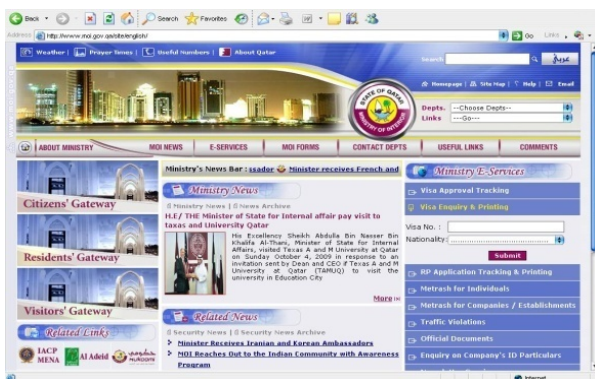 Back
Search
Favorites
Address
http://www.moi.gov.qa/site/english/
Go
Links
Weather | Prayer times | Useful Numbers | About Qatar
Search
عربي
Homepage | Site Map | Help | Email
STATE OF QATAR
MINISTRY OF INTERIOR
Depts. --Choose Depts--
Links --Go---
ABOUT MINISTRY
MOI NEWS
E-SERVICES
MOI FORMS
CONTACT DEPTS
USEFUL LINKS
COMMENTS
Citizens' Gateway
Residents' Gateway
Visitors' Gateway
Related Links
IACP MENA
Al Adeid
HUKOOMI
Ministry's News Bar : ssador Minister receives French and
Ministry News
Ministry News | News Archive
H.E/ THE Minister of State for Internal affair pay visit to
taxas and University Qatar
His Excellency Sheikh Abdulla Bin Nasser Bin
Khalifa Al-Thani, Minister of State for Internal
Affairs, visited Texas A and M University at Qatar
on Sunday October 4, 2009 in response to an
invitation sent by Dean and CEO if Texas A and M
University at Qatar (TAMUQ) to visit the
university in Education City
More
Related News
Security News | Security News Archive
Minister Receives Iranian and Korean Ambassadors
MOI Reaches Out to the Indian Community with Awareness
Program
Ministry E-Services
Visa Approval Tracking
Visa Enquiry & Printing
Visa No. :
Nationality:
Submit
RP Application Tracking & Printing
Metrash for Individuals
Metrash for Companies / Establishments
Traffic Violations
Official Documents
Enquiry on Company's ID Particulars
Internet